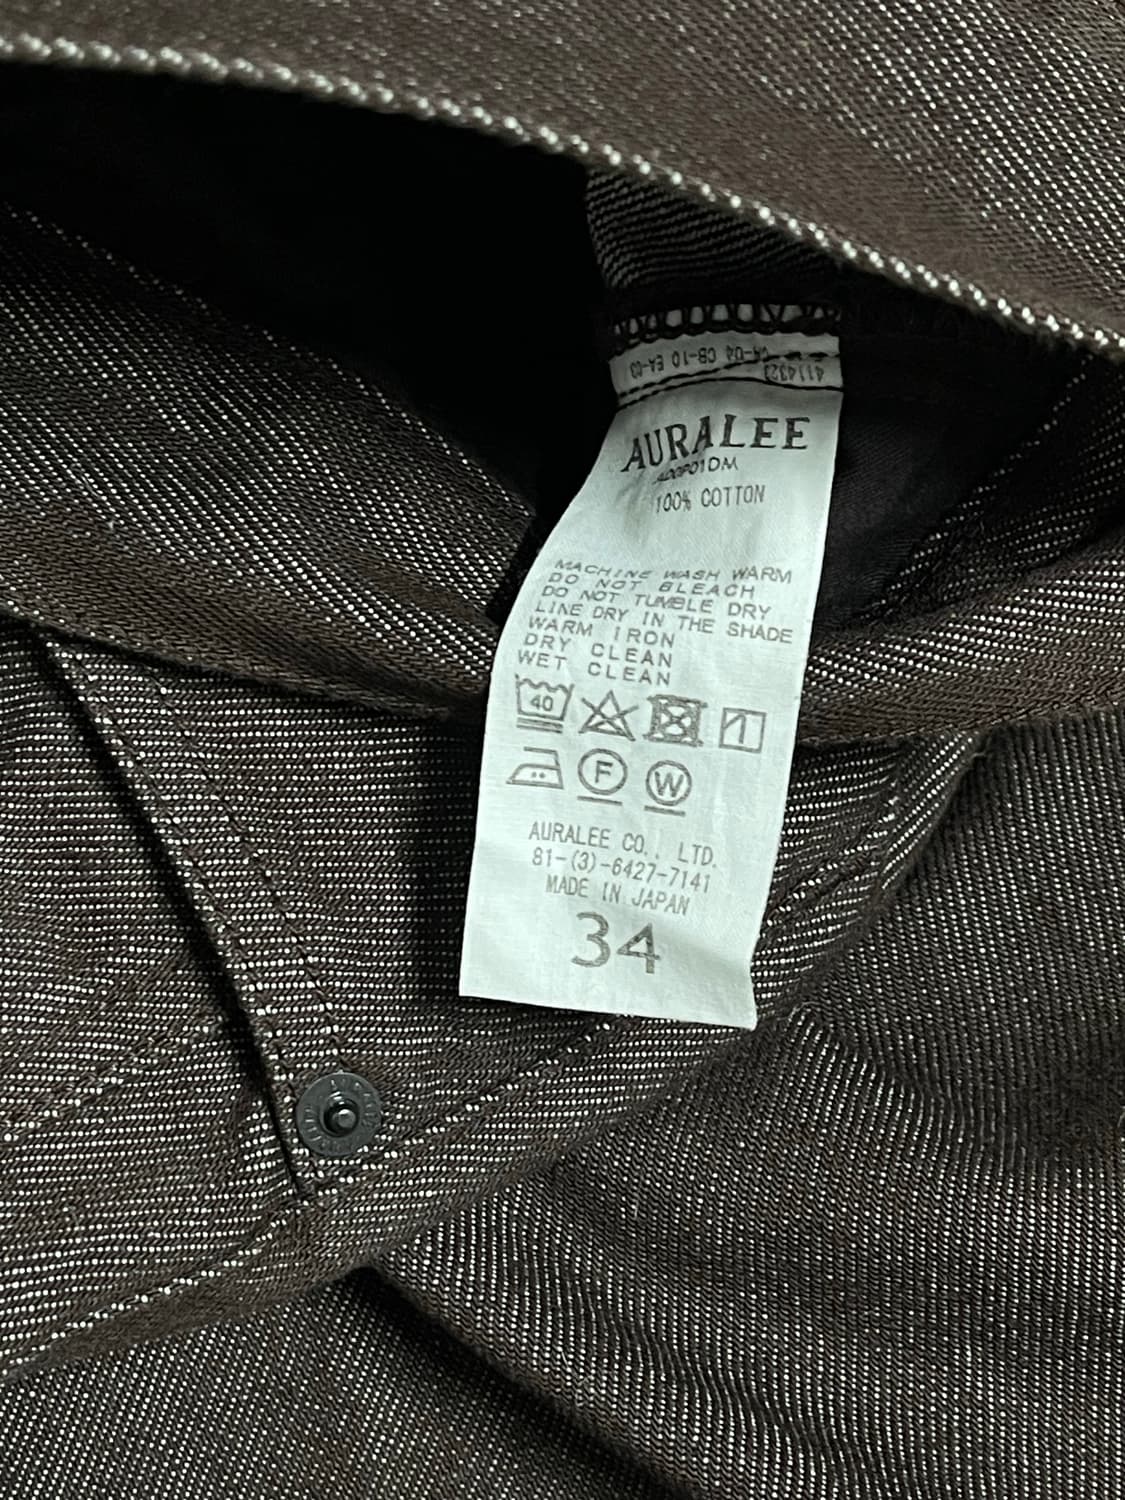 AURALEE
100% COTTON
MACHINE WASH WARM
DO NOT BLEACH
DO NOT TUMBLE DRY
LINE DRY IN THE SHADE
WARM IRON
DRY CLEAN
WET CLEAN
40
F W
AURALEE CO., LTD.
81-(3)-6427-7141
MADE IN JAPAN
34